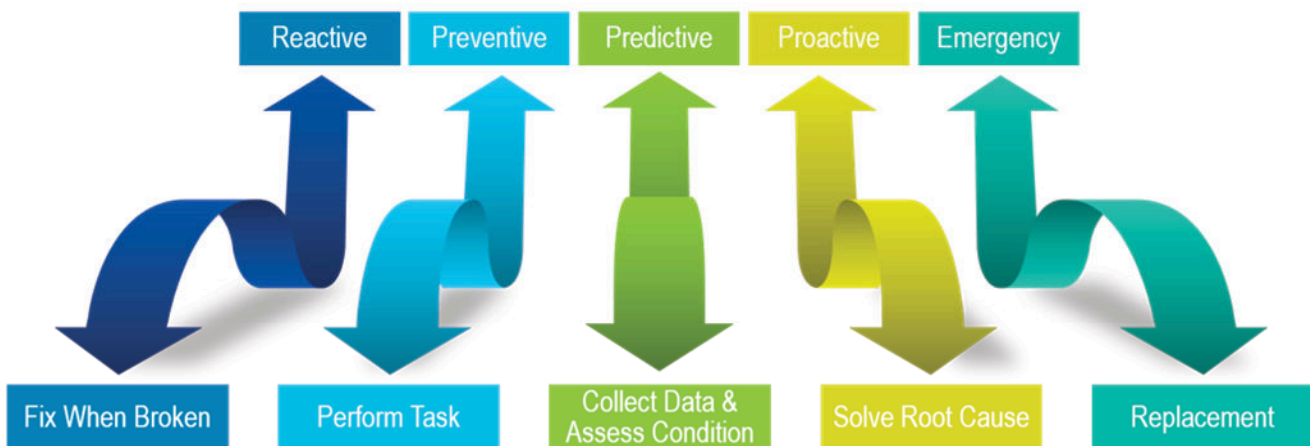 Reactive
Preventive
Predictive
Proactive
Emergency
Fix When Broken
Perform Task
Collect Data &
Assess Condition
Solve Root Cause
Replacement